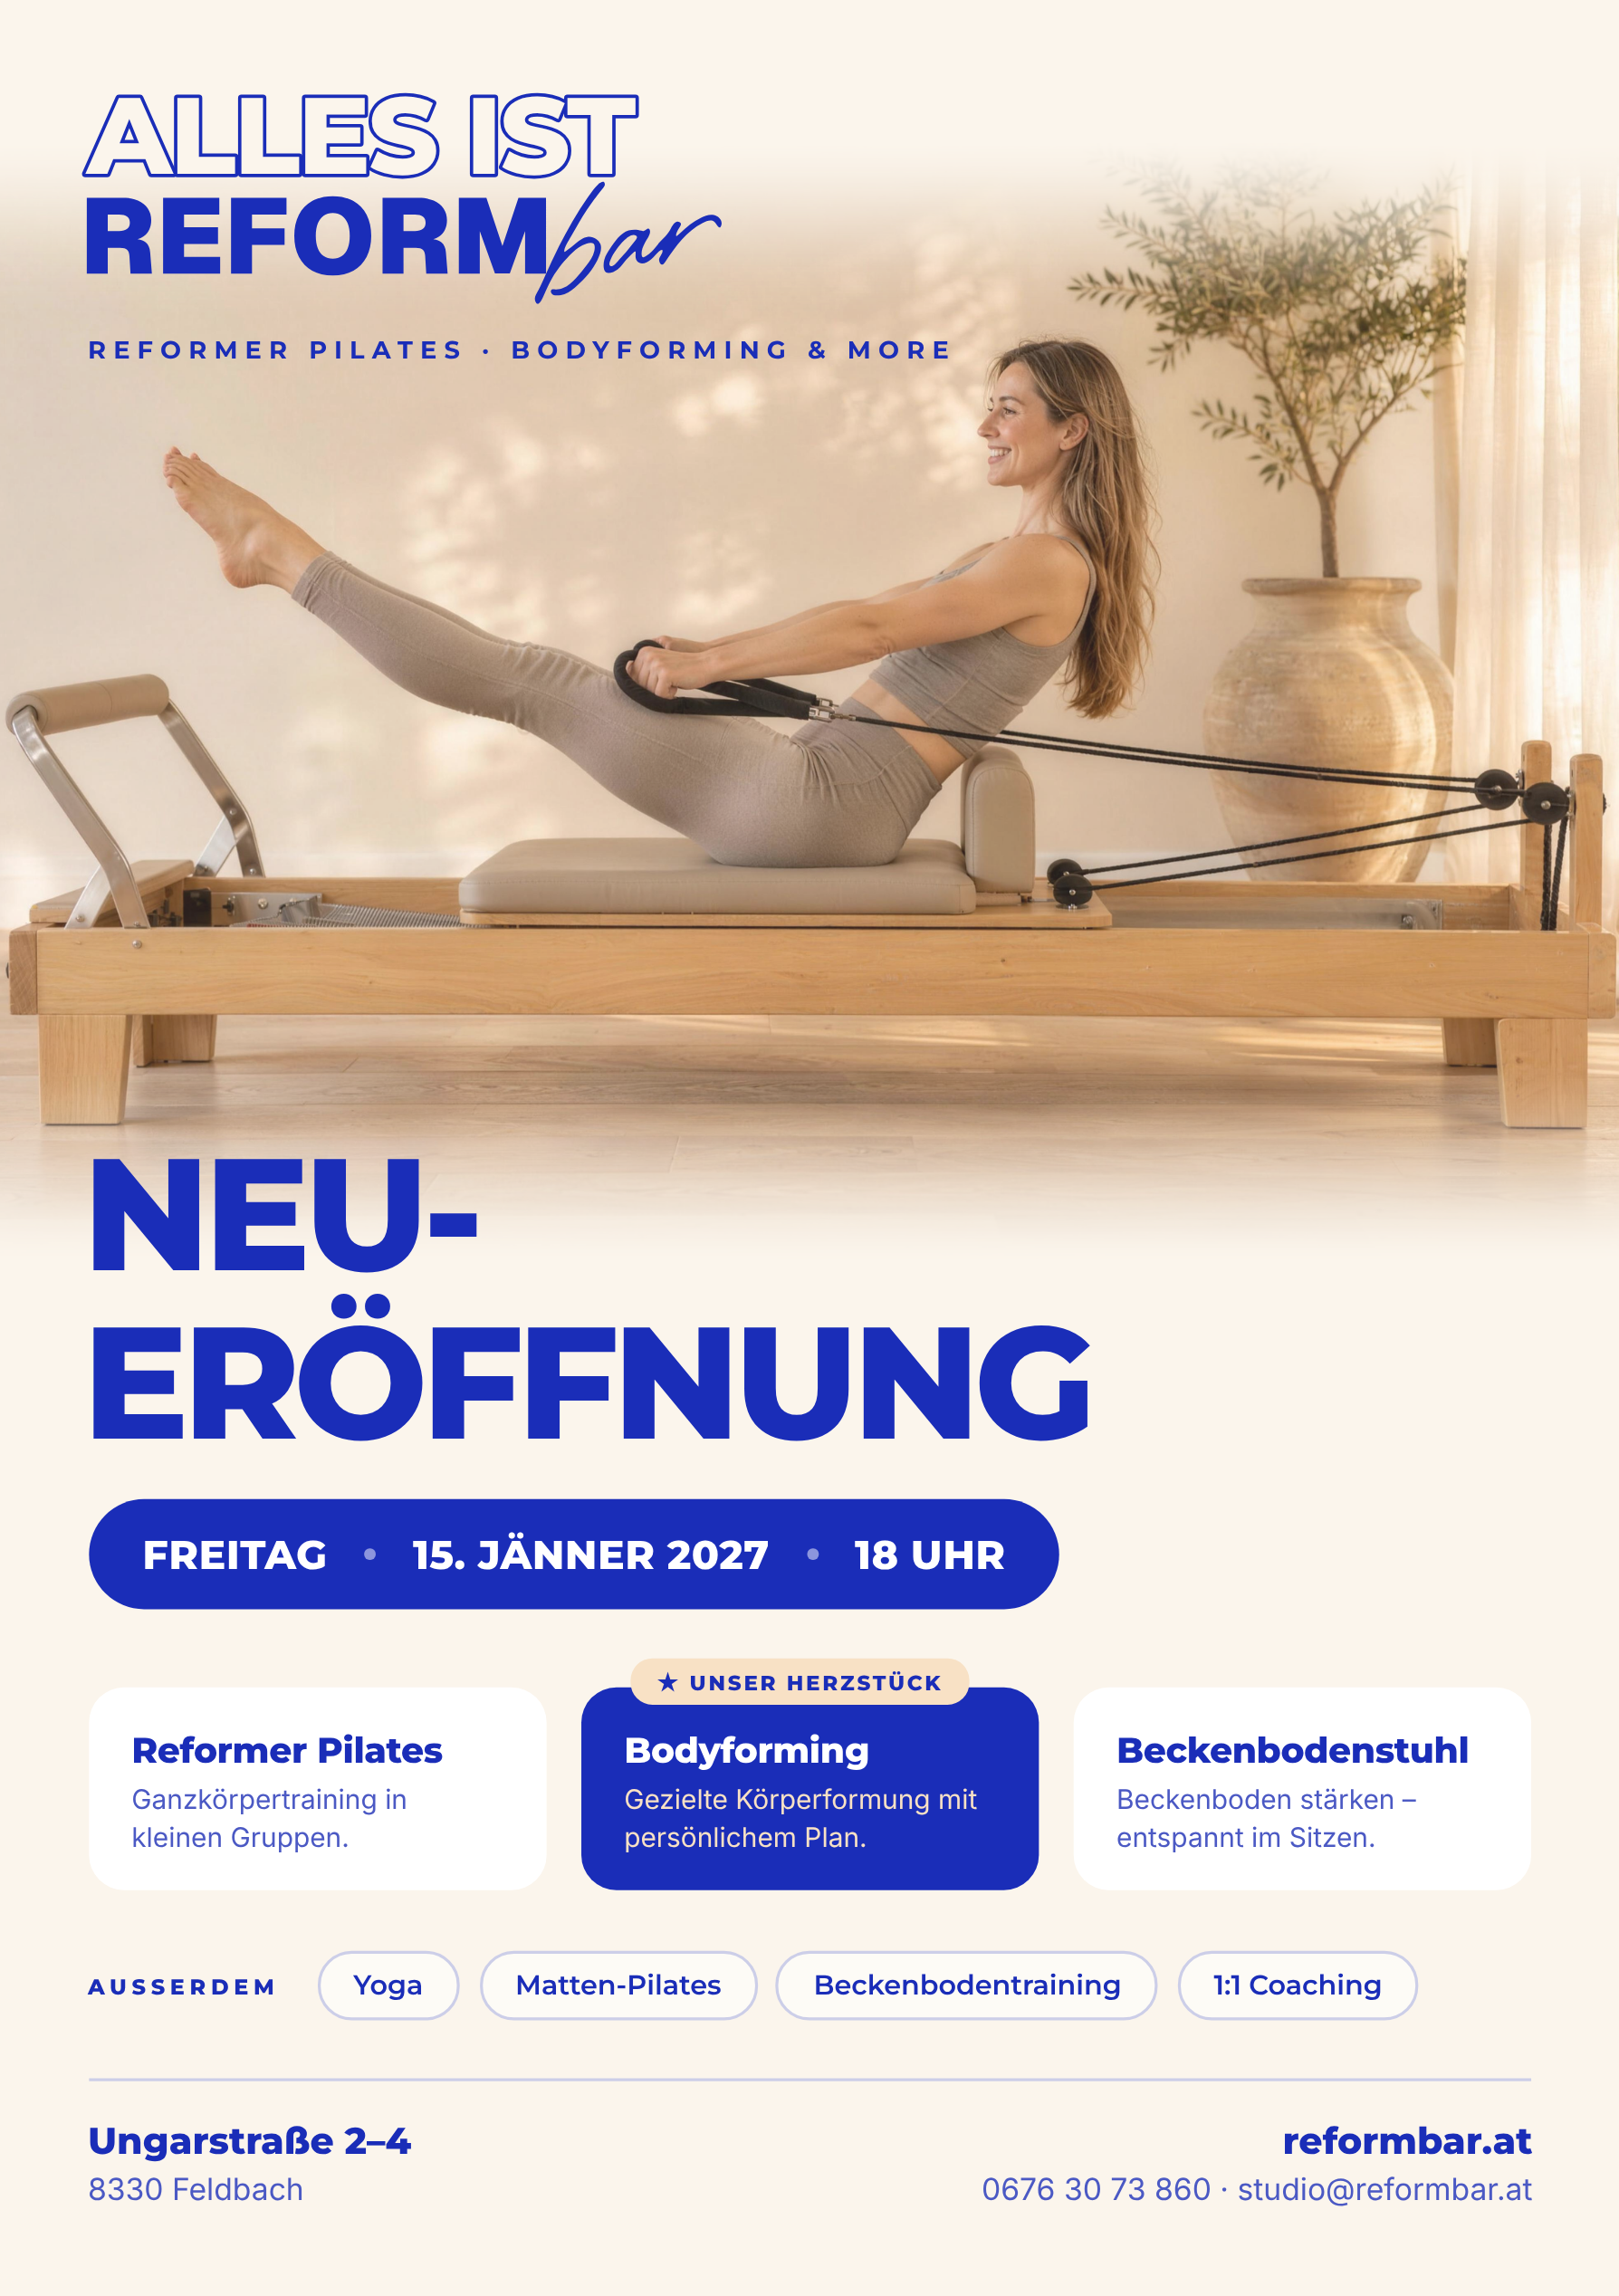 ALLES IST
REFORMbar
REFORMER PILATES · BODYFORMING & MORE
NEU-
ERÖFFNUNG
FREITAG • 15. JÄNNER 2027 • 18 UHR
★ UNSER HERZSTÜCK
Reformer Pilates
Ganzkörpertraining in
kleinen Gruppen.
Bodyforming
Gezielte Körperformung mit
persönlichem Plan.
Beckenbodenstuhl
Beckenboden stärken –
entspannt im Sitzen.
AUSSERDEM Yoga Matten-Pilates Beckenbodentraining 1:1 Coaching
Ungarstraße 2–4
8330 Feldbach
reformbar.at
0676 30 73 860 · studio@reformbar.at